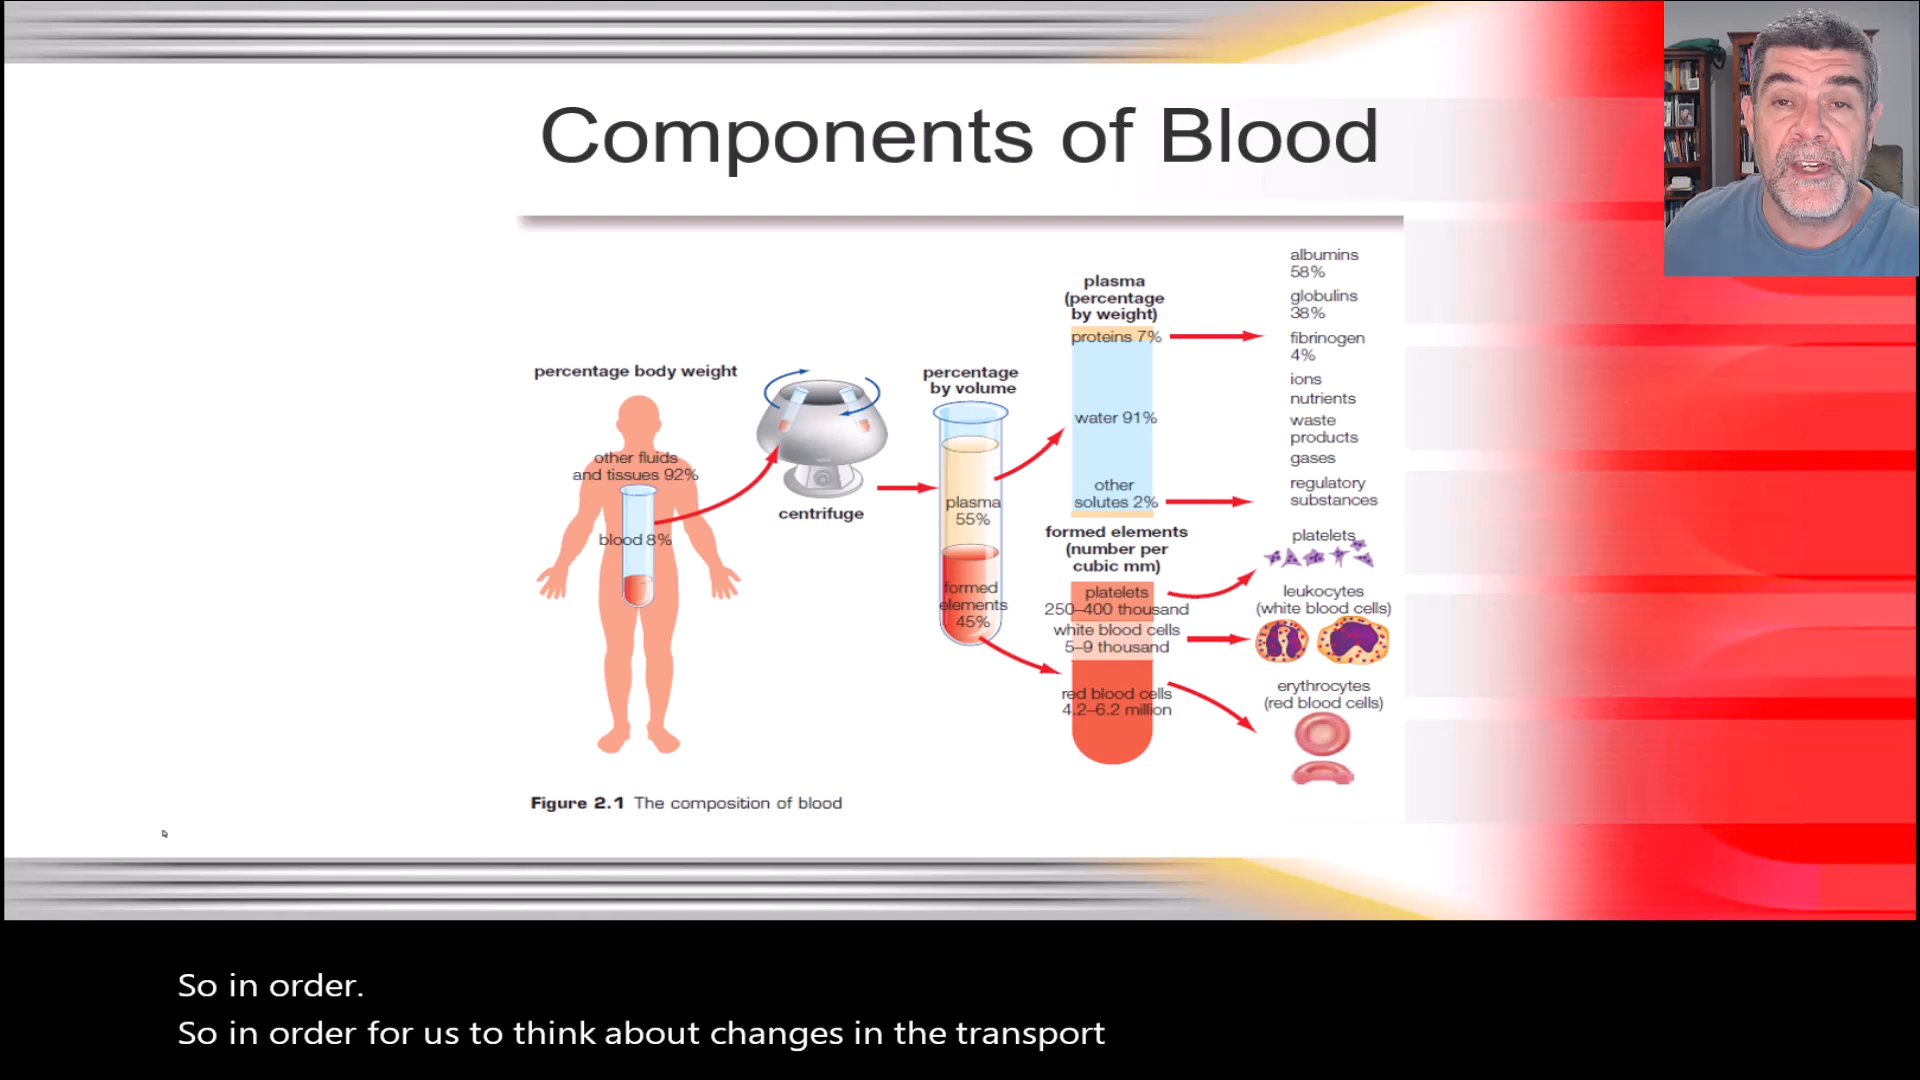 Components of Blood
percentage body weight
other fluids
and tissues 92%
blood 8%
centrifuge
percentage
by volume
plasma
55%
formed
elements
45%
plasma
(percentage
by weight)
proteins 7%
water 91%
other
solutes 2%
formed elements
(number per
cubic mm)
platelets
250–400 thousand
white blood cells
5–9 thousand
red blood cells
4.2–6.2 million
albumins
58%
globulins
38%
fibrinogen
4%
ions
nutrients
waste
products
gases
regulatory
substances
platelets
leukocytes
(white blood cells)
erythrocytes
(red blood cells)
Figure 2.1 The composition of blood
So in order.
So in order for us to think about changes in the transport